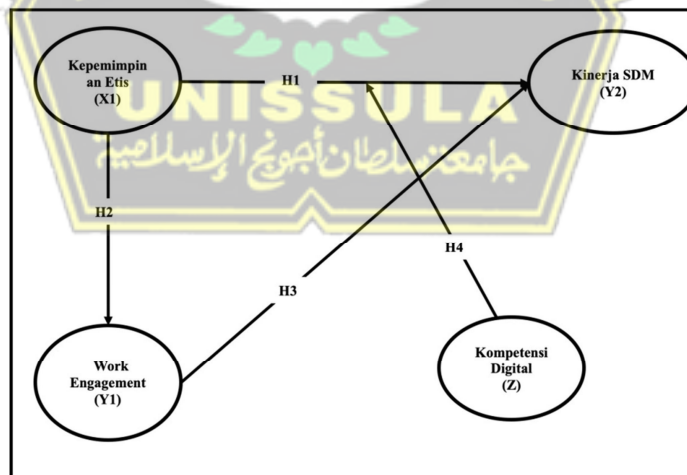 Kepemimpin
an Etis
(X1)
H1
Kinerja SDM
(Y2)
UNISSULA
جامعة سلطان أجونج الإسلامية
H2
H4
H3
Work
Engagement
(Y1)
Kompetensi
Digital
(Z)